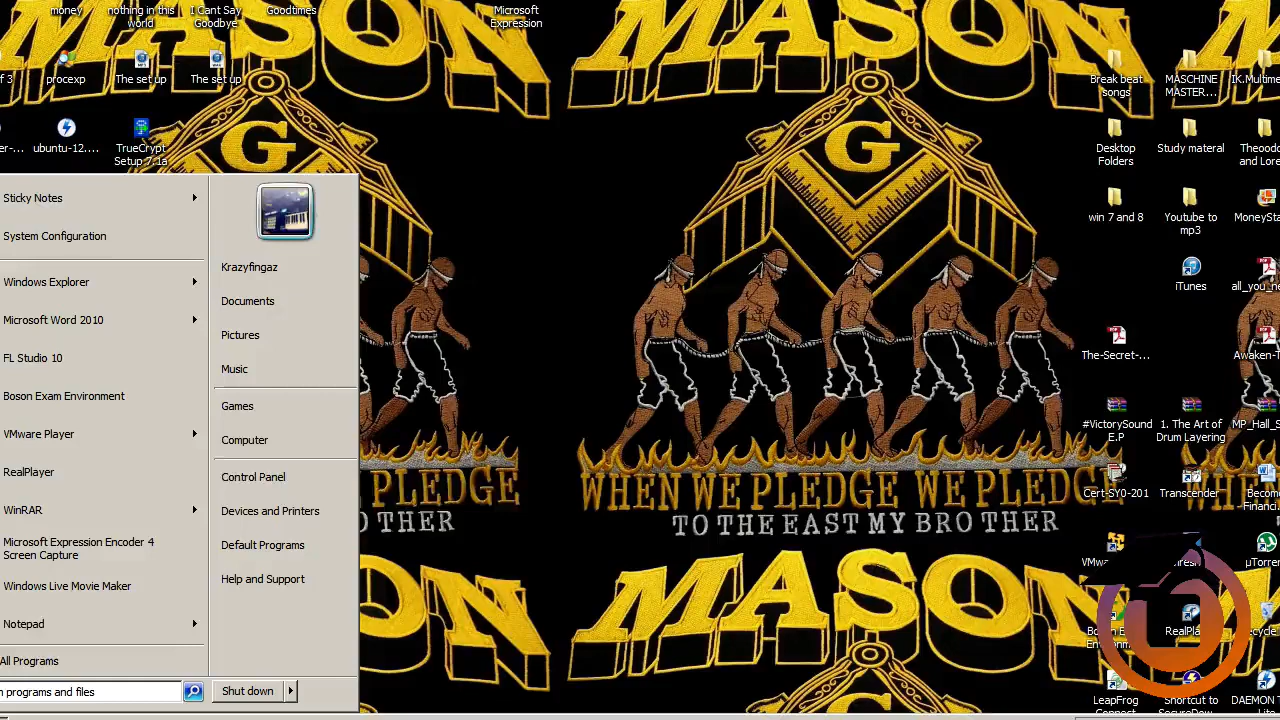 money
nothing in this
world
I Cant Say
Goodbye
Goodtimes
Microsoft
Expression
MASON
MASON
of 3
procexp
The set up
The set up
ubuntu-12....
TrueCrypt
Setup 7.1a
G
G
Break beat
songs
MASCHINE
MASTER...
Desktop
Folders
Study materal
win 7 and 8
Youtube to
mp3
iTunes
The-Secret-...
#VictorySound
E.P
1. The Art of
Drum Layering
Cert-SY0-201
Transcender
Sticky Notes
System Configuration
Windows Explorer
Microsoft Word 2010
FL Studio 10
Boson Exam Environment
VMware Player
RealPlayer
WinRAR
Microsoft Expression Encoder 4
Screen Capture
Windows Live Movie Maker
Notepad
All Programs
programs and files
Krazyfingaz
Documents
Pictures
Music
Games
Computer
Control Panel
Devices and Printers
Default Programs
Help and Support
Shut down
PLEDGE
WHEN WE PLEDGE WE PLEDGE
TO THE EAST MY BROTHER
MASON
MASON
LeapFrog
Connect
Shortcut to
DAEMON